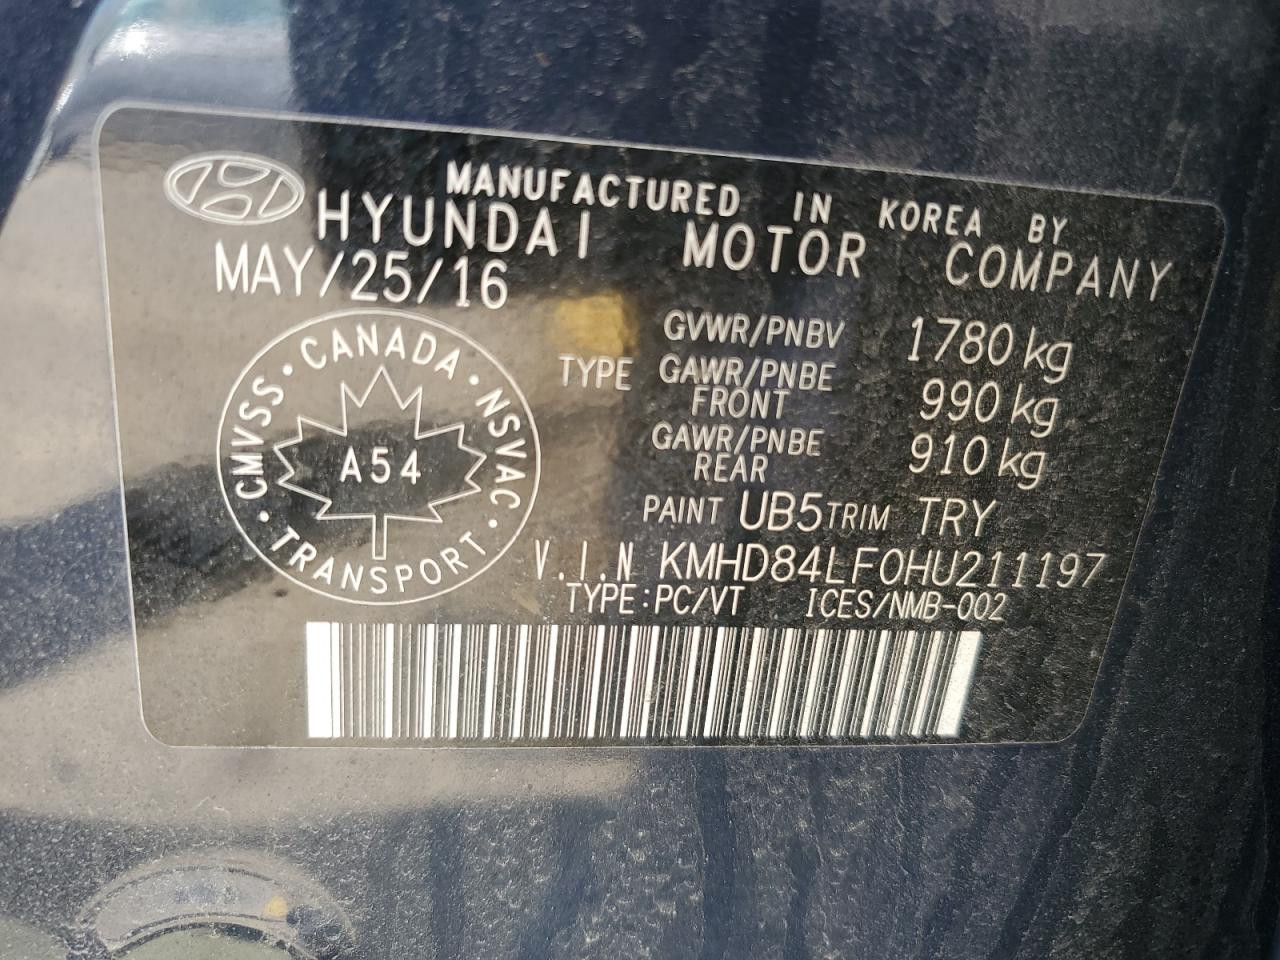 MANUFACTURED IN KOREA BY
HYUNDAI MOTOR COMPANY
MAY/25/16
CMVSS · CANADA · NSVAC · TRANSPORT ·
A54
TYPE
GVWR/PNBV 1780 kg
GAWR/PNBE FRONT 990 kg
GAWR/PNBE REAR 910 kg
PAINT UB5 TRIM TRY
V.I.N KMHD84LF0HU211197
TYPE:PC/VT ICES/NMB-002